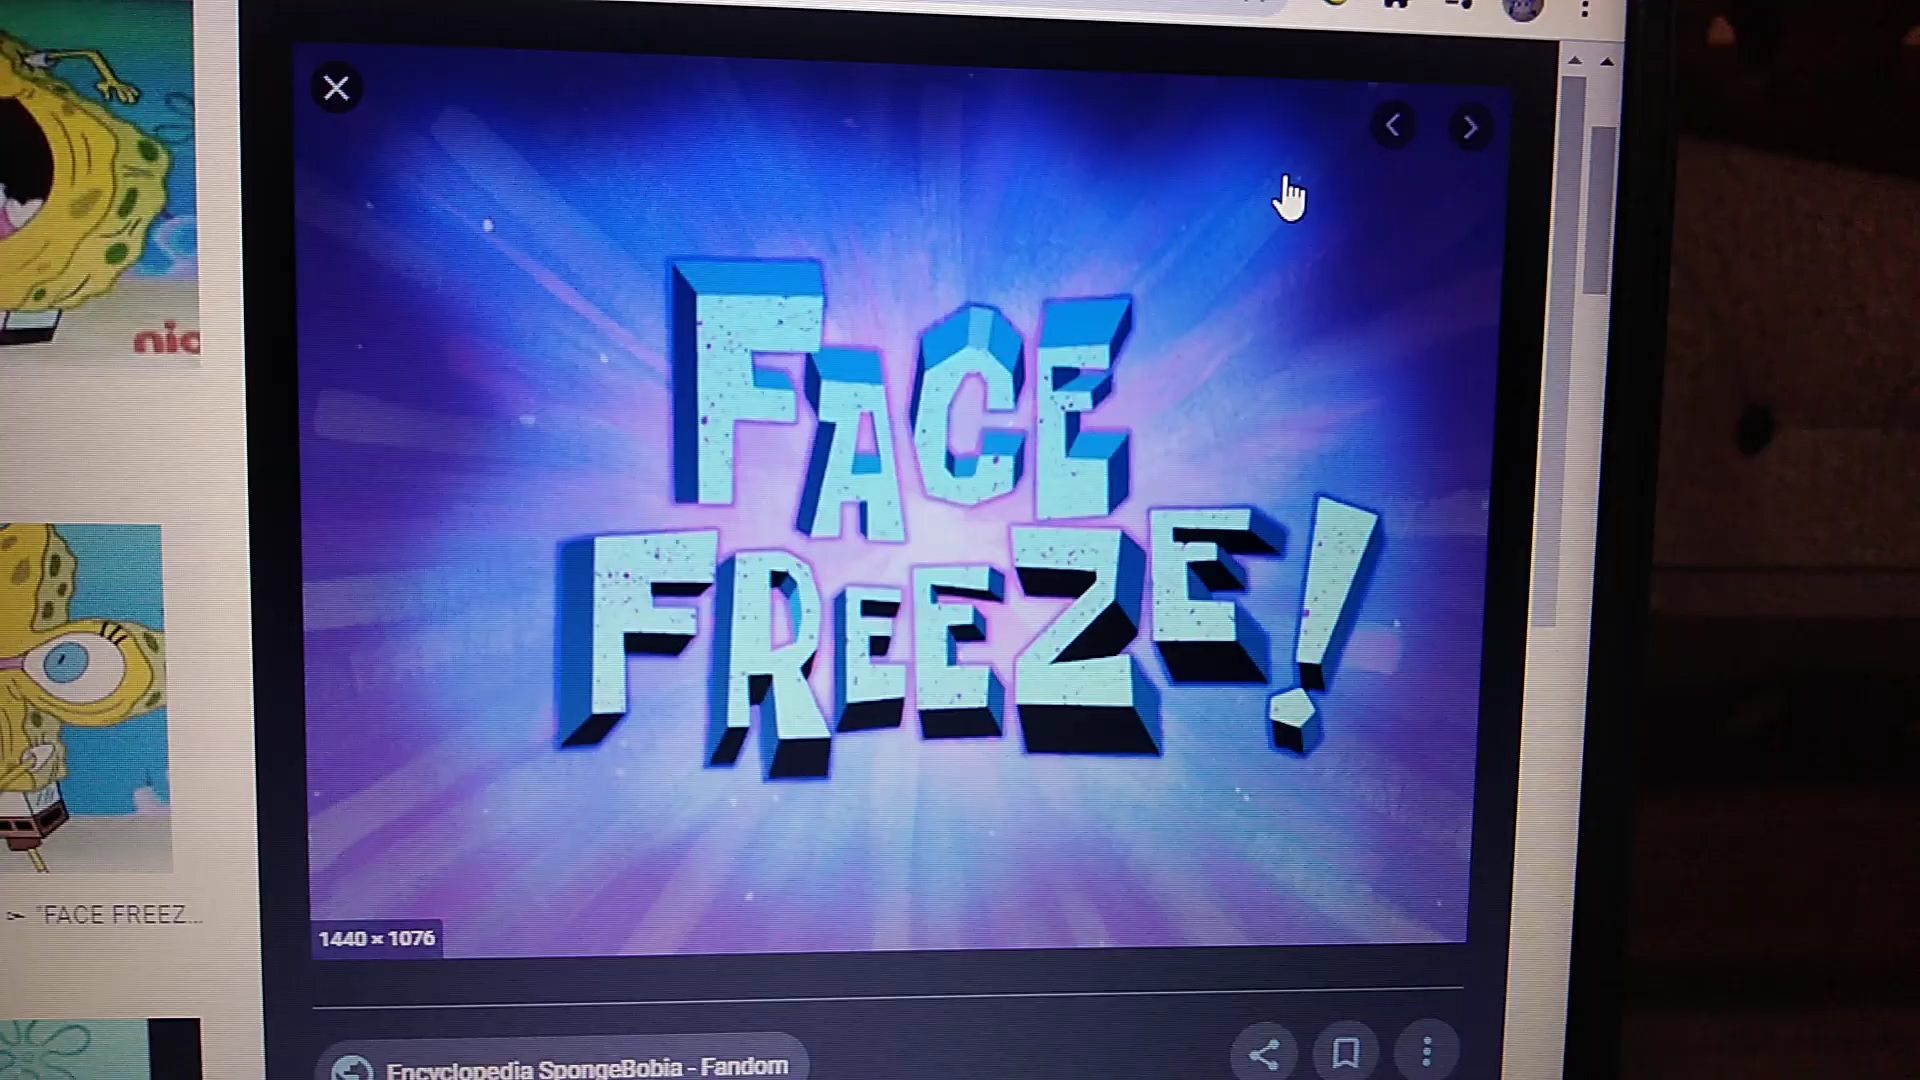 FACE
FREEZE!
nic
"FACE FREEZ...
1440 × 1076
Encyclopedia SpongeBobia - Fandom